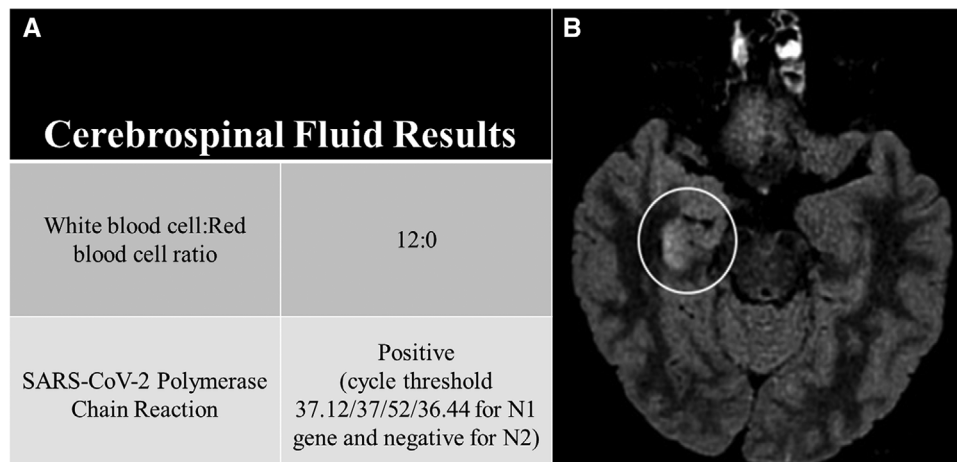 A
Cerebrospinal Fluid Results
White blood cell:Red
blood cell ratio
12:0
SARS-CoV-2 Polymerase
Chain Reaction
Positive
(cycle threshold
37.12/37/52/36.44 for N1
gene and negative for N2)
B